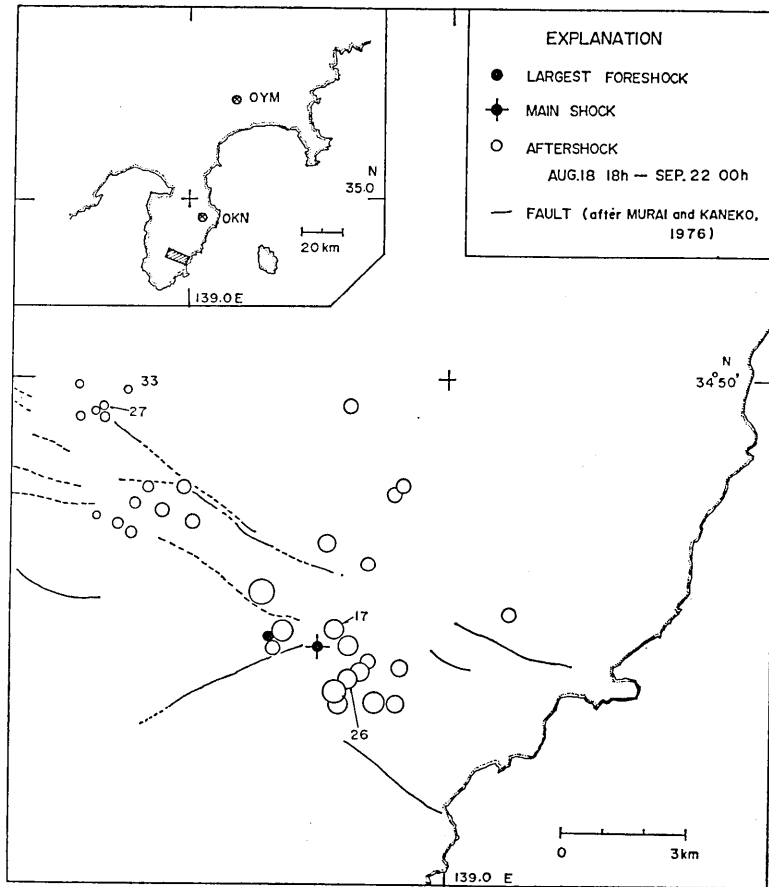 OYM
N
35.0
OKN
20 km
139.0 E
EXPLANATION
LARGEST FORESHOCK
MAIN SHOCK
AFTERSHOCK
AUG.18 18h — SEP. 22 00h
FAULT (after MURAI and KANEKO,
1976)
N
34°50'
33
27
17
26
0 3km
139.0 E